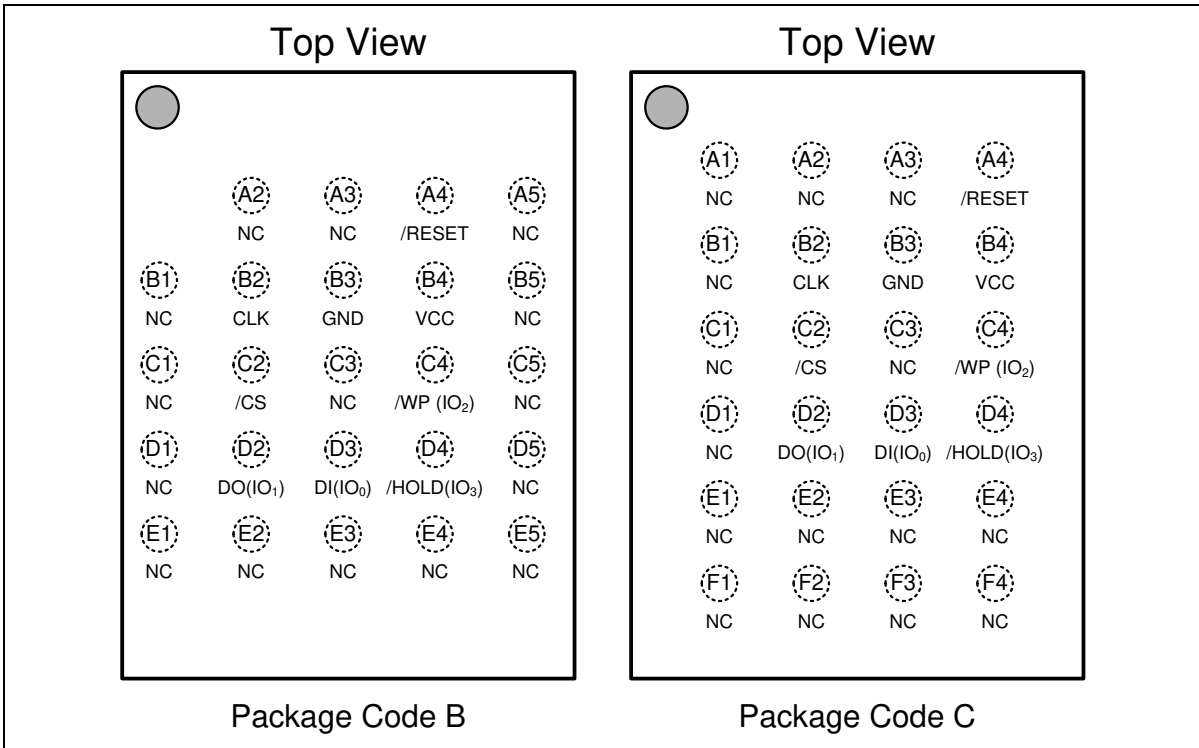 Top View
A2 A3 A4 A5
NC NC /RESET NC
B1 B2 B3 B4 B5
NC CLK GND VCC NC
C1 C2 C3 C4 C5
NC /CS NC /WP (IO₂) NC
D1 D2 D3 D4 D5
NC DO(IO₁) DI(IO₀) /HOLD(IO₃) NC
E1 E2 E3 E4 E5
NC NC NC NC NC
Package Code B
Top View
A1 A2 A3 A4
NC NC NC /RESET
B1 B2 B3 B4
NC CLK GND VCC
C1 C2 C3 C4
NC /CS NC /WP (IO₂)
D1 D2 D3 D4
NC DO(IO₁) DI(IO₀) /HOLD(IO₃)
E1 E2 E3 E4
NC NC NC NC
F1 F2 F3 F4
NC NC NC NC
Package Code C